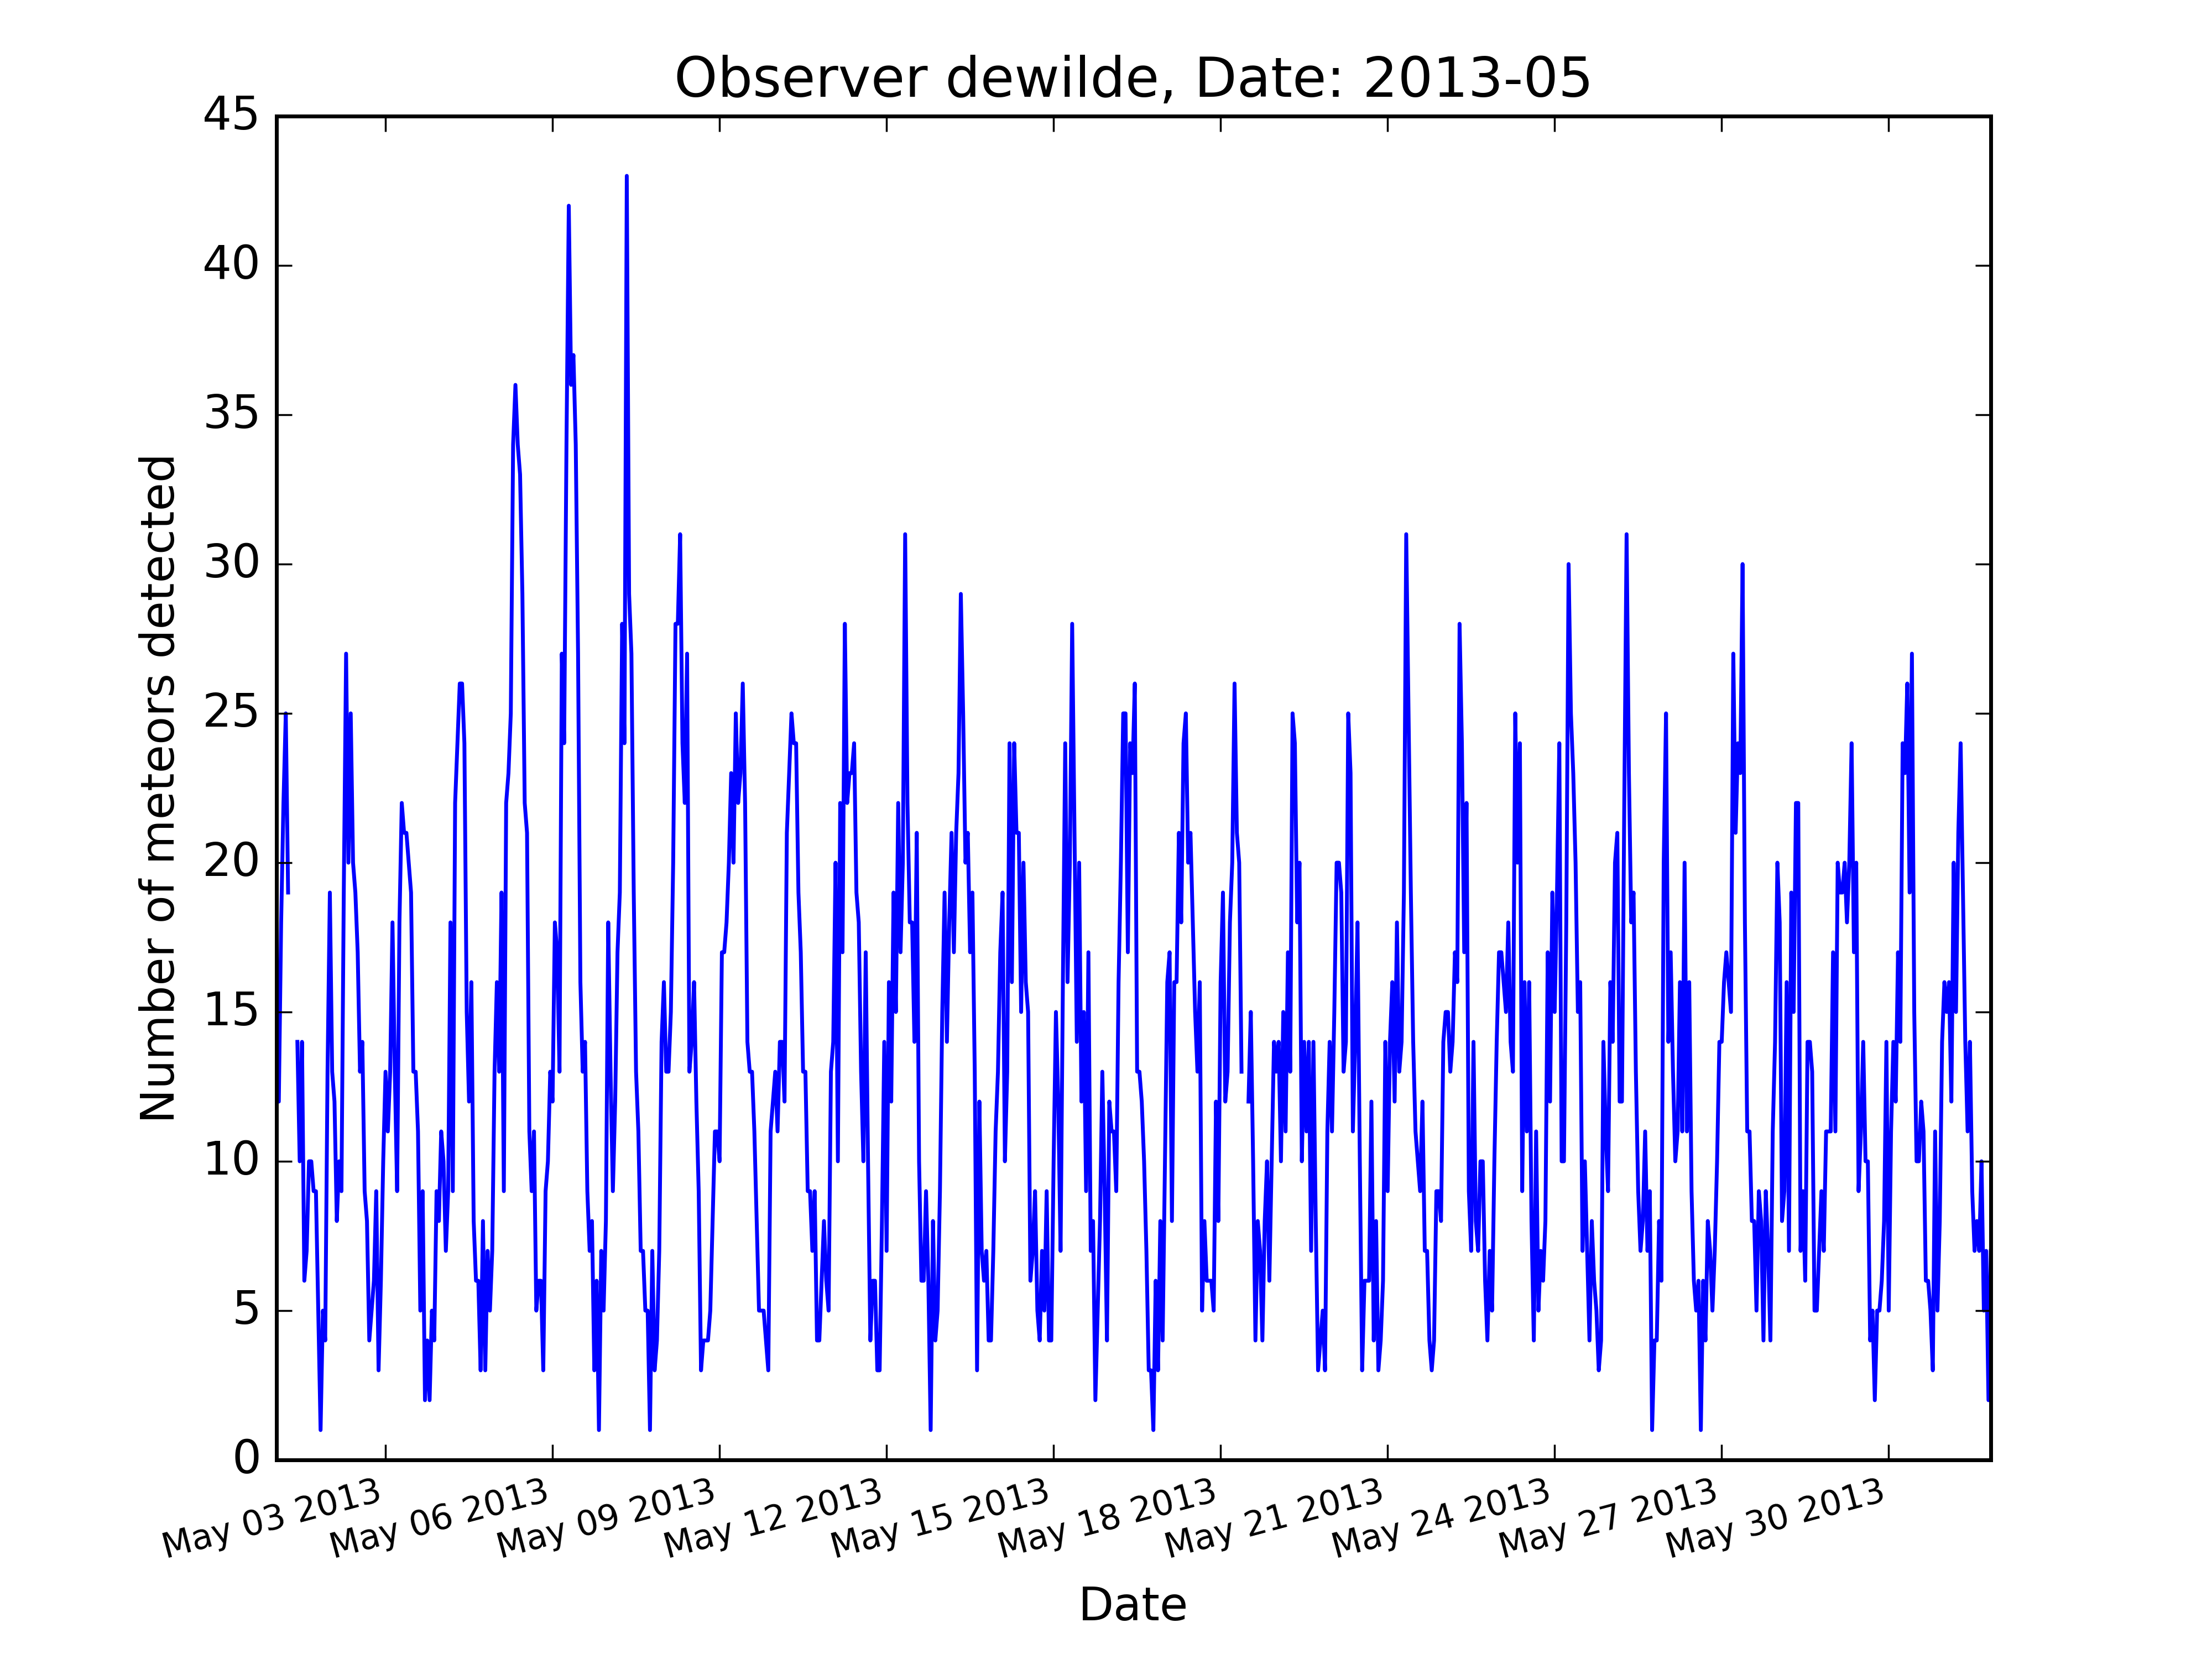 Observer dewilde, Date: 2013-05
45
40
35
30
25
20
15
10
5
0
Number of meteors detected
May 03 2013
May 06 2013
May 09 2013
May 12 2013
May 15 2013
May 18 2013
May 21 2013
May 24 2013
May 27 2013
May 30 2013
Date